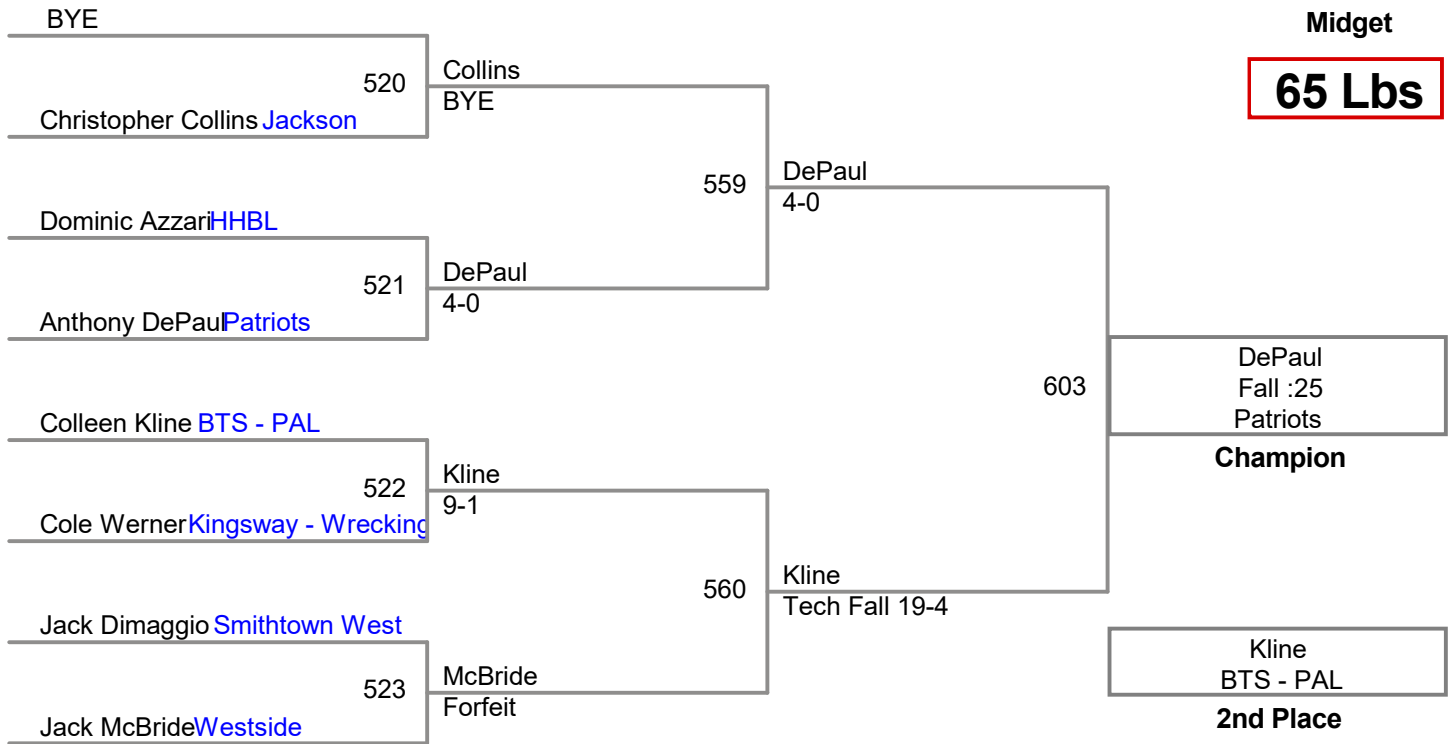 BYE
Midget
65 Lbs
520
Collins
BYE
Christopher Collins Jackson
559
DePaul
4-0
Dominic Azzari HHBL
521
DePaul
4-0
Anthony DePaul Patriots
603
DePaul
Fall :25
Patriots
Champion
Colleen Kline BTS - PAL
522
Kline
9-1
Cole Werner Kingsway - Wrecking
560
Kline
Tech Fall 19-4
Jack Dimaggio Smithtown West
523
McBride
Forfeit
Jack McBride Westside
Kline
BTS - PAL
2nd Place